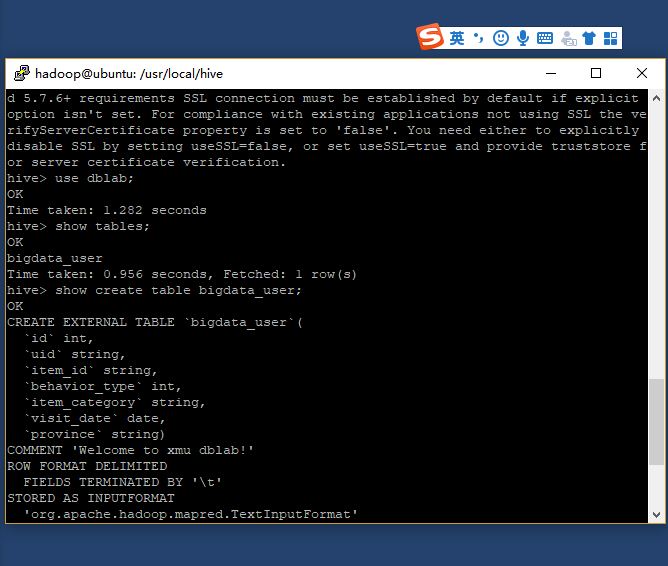 英
hadoop@ubuntu: /usr/local/hive
d 5.7.6+ requirements SSL connection must be established by default if explicit
option isn't set. For compliance with existing applications not using SSL the ve
rifyServerCertificate property is set to 'false'. You need either to explicitly
disable SSL by setting useSSL=false, or set useSSL=true and provide truststore f
or server certificate verification.
hive> use dblab;
OK
Time taken: 1.282 seconds
hive> show tables;
OK
bigdata_user
Time taken: 0.956 seconds, Fetched: 1 row(s)
hive> show create table bigdata_user;
OK
CREATE EXTERNAL TABLE `bigdata_user`(
  `id` int,
  `uid` string,
  `item_id` string,
  `behavior_type` int,
  `item_category` string,
  `visit_date` date,
  `province` string)
COMMENT 'Welcome to xmu dblab!'
ROW FORMAT DELIMITED
  FIELDS TERMINATED BY '\t'
STORED AS INPUTFORMAT
  'org.apache.hadoop.mapred.TextInputFormat'